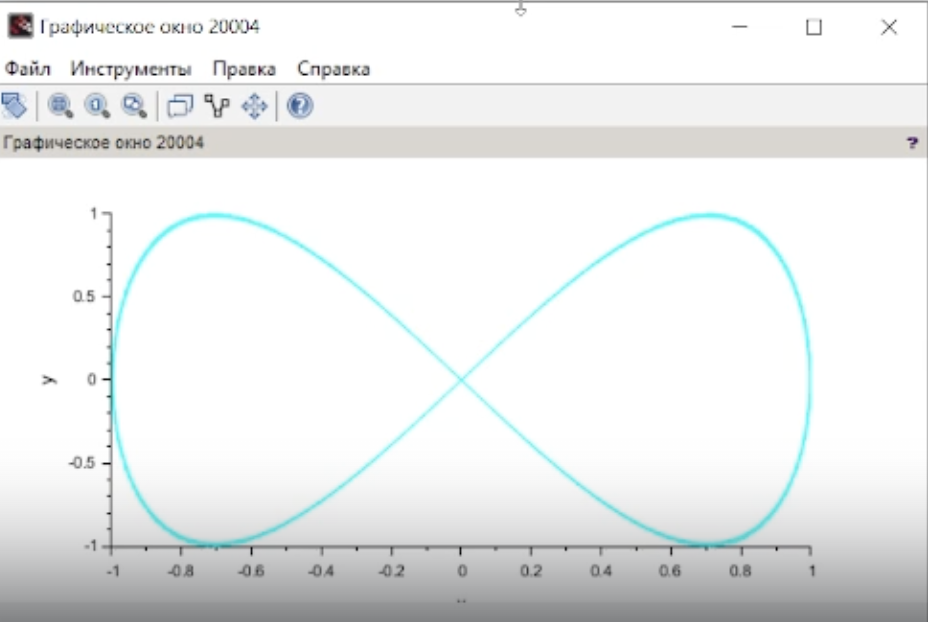 Графическое окно 20004
Файл Инструменты Правка Справка
Графическое окно 20004 ?
1
0.5
y 0
-0.5
-1
-1 -0.8 -0.6 -0.4 -0.2 0 0.2 0.4 0.6 0.8 1